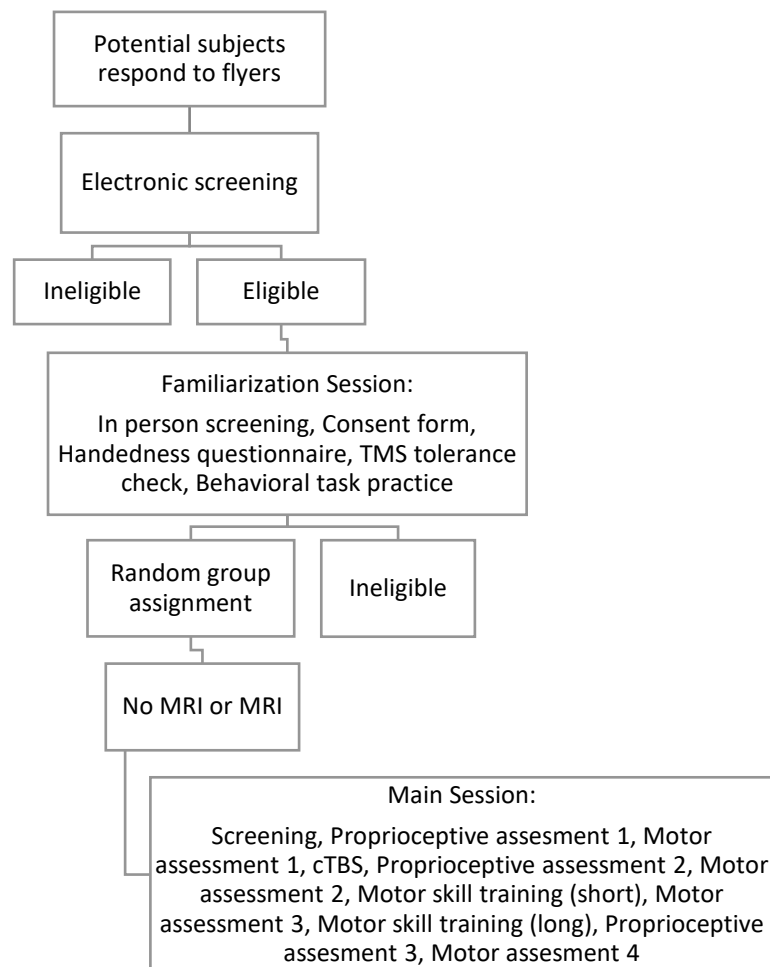 Potential subjects
respond to flyers
Electronic screening
Ineligible
Eligible
Familiarization Session:
In person screening, Consent form,
Handedness questionnaire, TMS tolerance
check, Behavioral task practice
Random group
assignment
Ineligible
No MRI or MRI
Main Session:
Screening, Proprioceptive assesment 1, Motor
assessment 1, cTBS, Proprioceptive assessment 2, Motor
assessment 2, Motor skill training (short), Motor
assessment 3, Motor skill training (long), Proprioceptive
assesment 3, Motor assesment 4